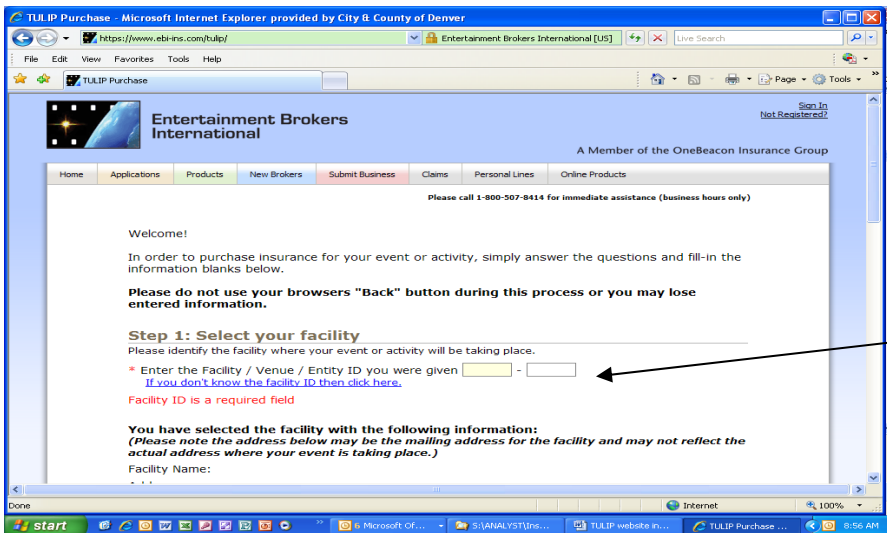 TULIP Purchase - Microsoft Internet Explorer provided by City & County of Denver
https://www.ebi-ins.com/tulip/
Entertainment Brokers International [US]
Live Search
File Edit View Favorites Tools Help
TULIP Purchase
Page Tools
Entertainment Brokers
International
Sign In
Not Registered?
A Member of the OneBeacon Insurance Group
Home Applications Products New Brokers Submit Business Claims Personal Lines Online Products
Please call 1-800-507-8414 for immediate assistance (business hours only)
Welcome!
In order to purchase insurance for your event or activity, simply answer the questions and fill-in the
information blanks below.
Please do not use your browsers "Back" button during this process or you may lose
entered information.
Step 1: Select your facility
Please identify the facility where your event or activity will be taking place.
* Enter the Facility / Venue / Entity ID you were given -
If you don't know the facility ID then click here.
Facility ID is a required field
You have selected the facility with the following information:
(Please note the address below may be the mailing address for the facility and may not reflect the
actual address where your event is taking place.)
Facility Name:
Done
Internet
100%
start
6 Microsoft Of...
S:\ANALYST\Ins...
TULIP website in...
TULIP Purchase ...
8:56 AM